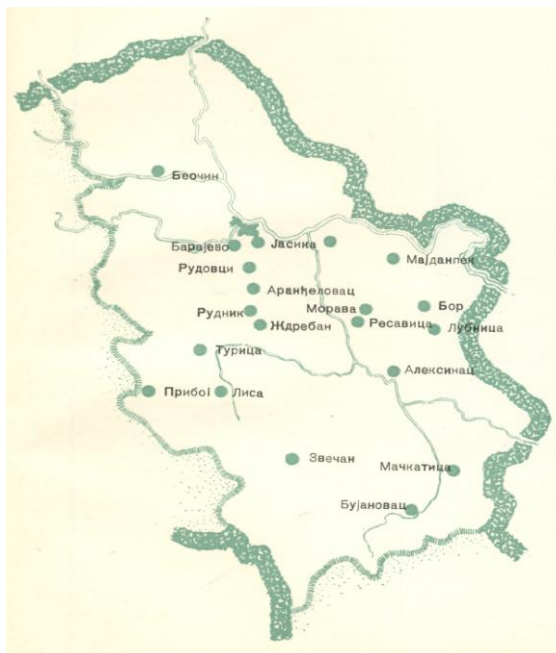 Беочин
Барајево
Јасика
Мајданпек
Рудовци
Аранђеловац
Морава
Бор
Рудник
Ресавица
Ждребан
Лубница
Турица
Алексинац
Прибој
Лиса
Звечан
Мачкатица
Бујановац